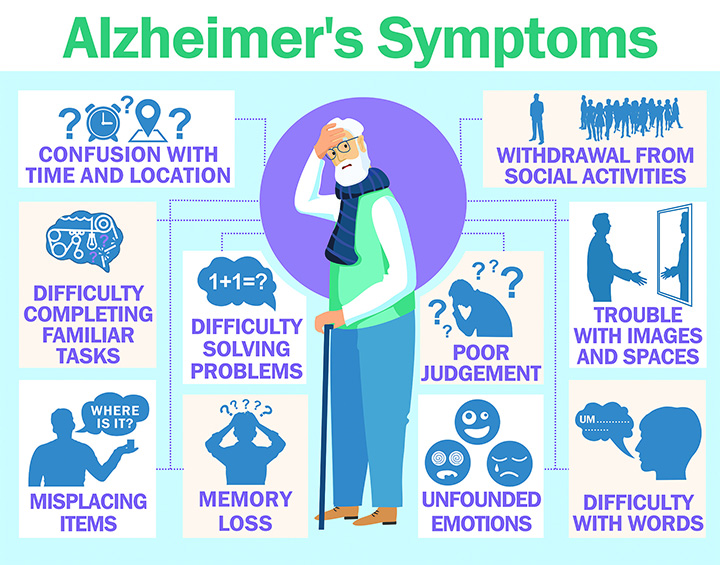 Alzheimer's Symptoms
? ? ?
CONFUSION WITH
TIME AND LOCATION
WITHDRAWAL FROM
SOCIAL ACTIVITIES
? ?
DIFFICULTY
COMPLETING
FAMILIAR
TASKS
1+1=?
DIFFICULTY
SOLVING
PROBLEMS
? ? ? ? ?
POOR
JUDGEMENT
TROUBLE
WITH IMAGES
AND SPACES
WHERE
IS IT?
MISPLACING
ITEMS
? ? ? ? ?
MEMORY
LOSS
UNFOUNDED
EMOTIONS
UM..............
DIFFICULTY
WITH WORDS